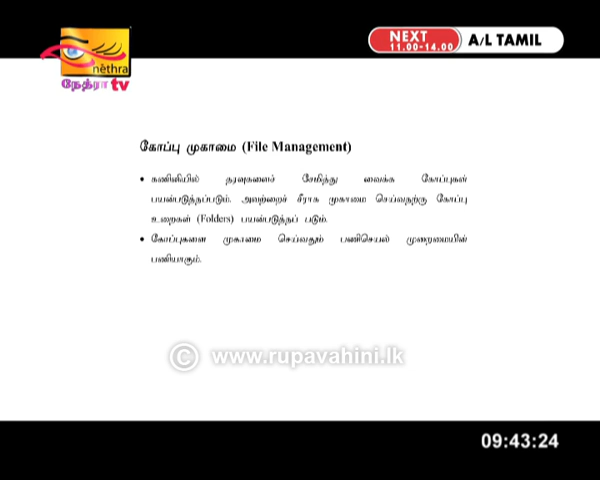 NEXT
11.00-14.00
A/L TAMIL
nethra
நேத்ரா tv
கோப்பு முகாமை (File Management)
• கணினியில் தரவுகளைச் சேமித்து வைக்க கோப்புகள்
பயன்படுத்தப்படும். அவற்றைச் சீராக முகாமை செய்வதற்கு கோப்பு
உறைகள் (Folders) பயன்படுத்தப் படும்.
• கோப்புகளை முகாமை செய்வதும் பணிசெயல் முறைமையின்
பணியாகும்.
© www.rupavahini.lk
09:43:24